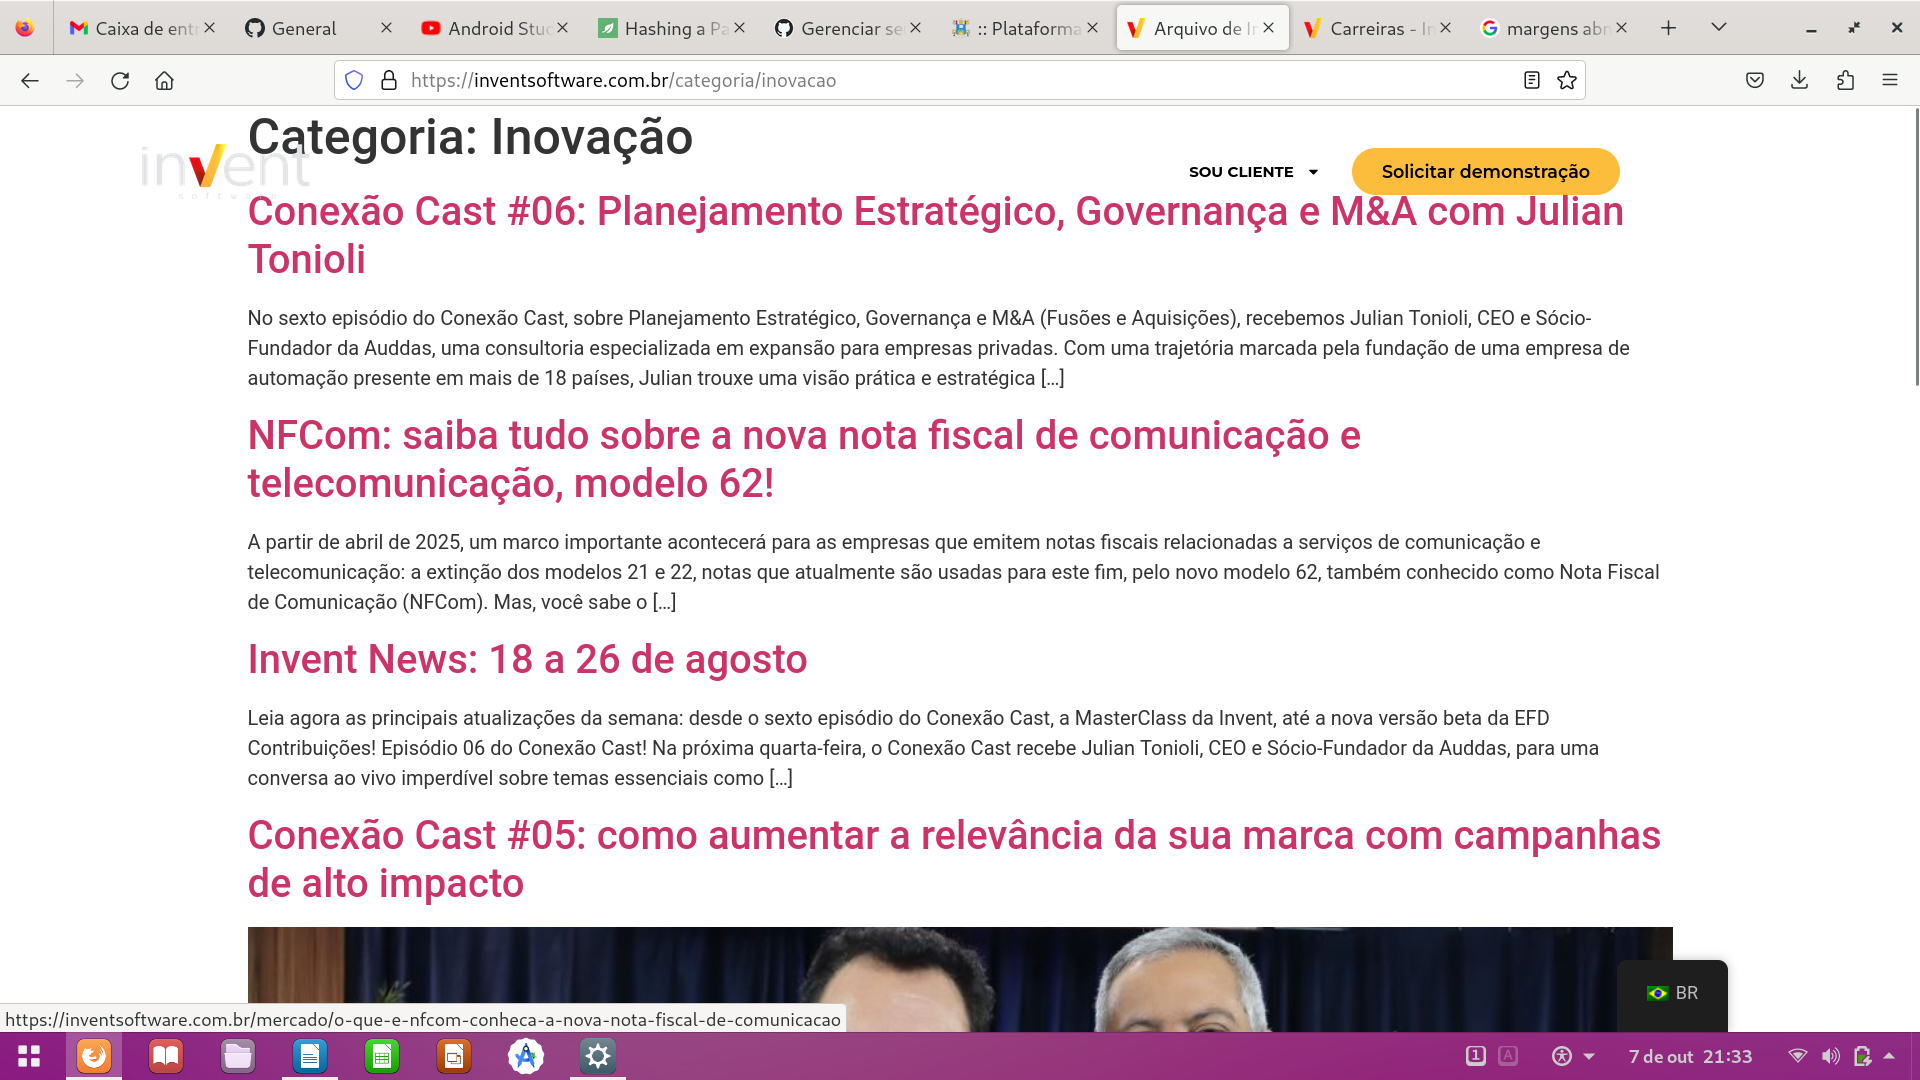 Caixa de ent
General
Android Stud
Hashing a Pa
Gerenciar se
:: Plataforma
Arquivo de In
Carreiras - In
margens abn
https://inventsoftware.com.br/categoria/inovacao
Categoria: Inovação
invent
SOU CLIENTE
Solicitar demonstração
Conexão Cast #06: Planejamento Estratégico, Governança e M&A com Julian
Tonioli
No sexto episódio do Conexão Cast, sobre Planejamento Estratégico, Governança e M&A (Fusões e Aquisições), recebemos Julian Tonioli, CEO e Sócio-
Fundador da Auddas, uma consultoria especializada em expansão para empresas privadas. Com uma trajetória marcada pela fundação de uma empresa de
automação presente em mais de 18 países, Julian trouxe uma visão prática e estratégica […]
NFCom: saiba tudo sobre a nova nota fiscal de comunicação e
telecomunicação, modelo 62!
A partir de abril de 2025, um marco importante acontecerá para as empresas que emitem notas fiscais relacionadas a serviços de comunicação e
telecomunicação: a extinção dos modelos 21 e 22, notas que atualmente são usadas para este fim, pelo novo modelo 62, também conhecido como Nota Fiscal
de Comunicação (NFCom). Mas, você sabe o […]
Invent News: 18 a 26 de agosto
Leia agora as principais atualizações da semana: desde o sexto episódio do Conexão Cast, a MasterClass da Invent, até a nova versão beta da EFD
Contribuições! Episódio 06 do Conexão Cast! Na próxima quarta-feira, o Conexão Cast recebe Julian Tonioli, CEO e Sócio-Fundador da Auddas, para uma
conversa ao vivo imperdível sobre temas essenciais como […]
Conexão Cast #05: como aumentar a relevância da sua marca com campanhas
de alto impacto
BR
https://inventsoftware.com.br/mercado/o-que-e-nfcom-conheca-a-nova-nota-fiscal-de-comunicacao
1
A
7 de out 21:33